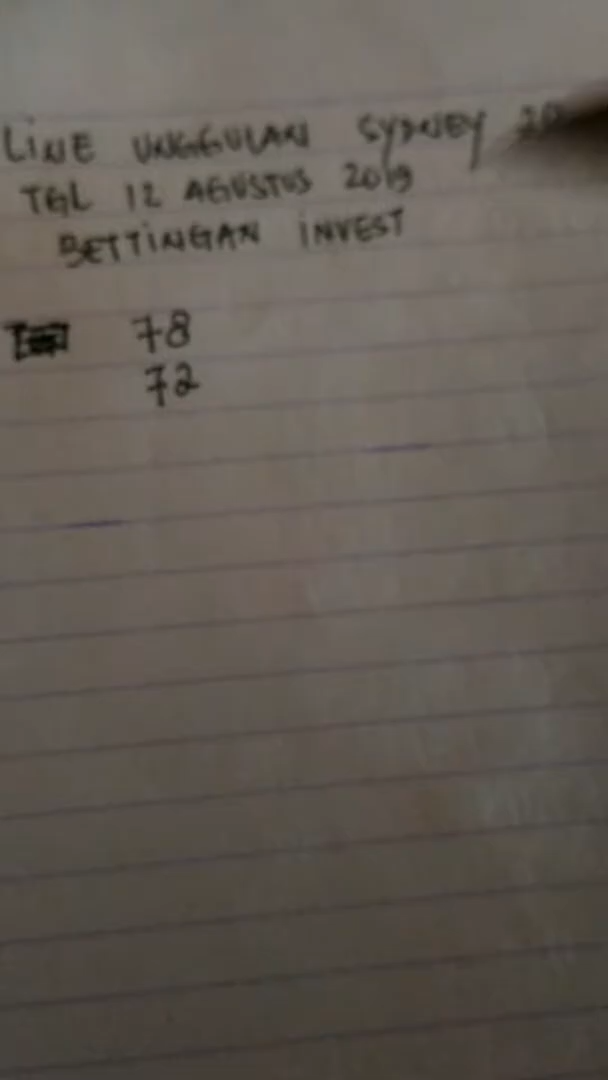 LINE UNGGULAN SYDNEY
TGL 12 AGUSTUS 2019
BETTINGAN INVEST
78
72